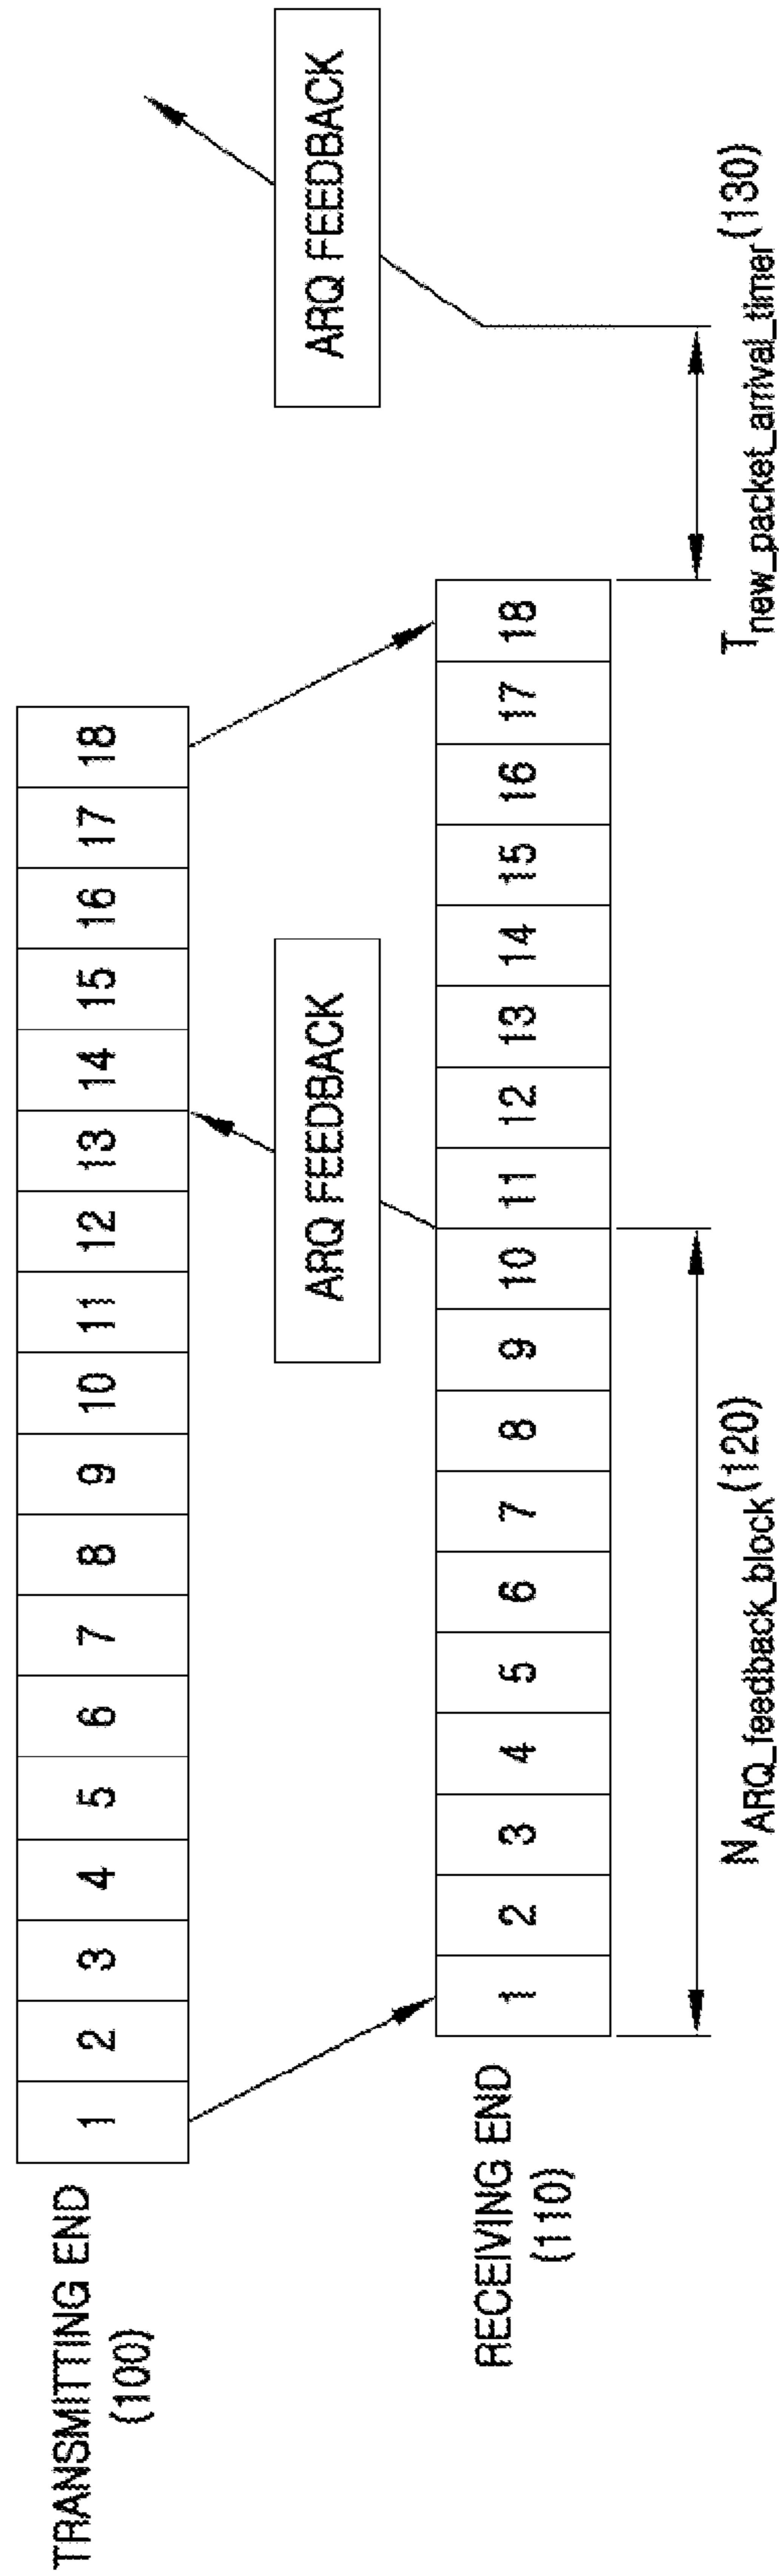 TRANSMITTING END
(100)
1 2 3 4 5 6 7 8 9 10 11 12 13 14 15 16 17 18
ARQ FEEDBACK
ARQ FEEDBACK
RECEIVING END
(110)
1 2 3 4 5 6 7 8 9 10 11 12 13 14 15 16 17 18
NARQ_feedback_block(120)
Tnew_packet_arrival_timer(130)